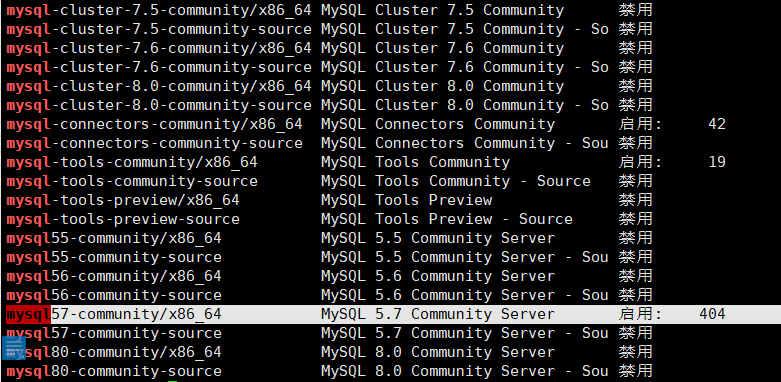 mysql-cluster-7.5-community/x86_64 MySQL Cluster 7.5 Community 禁用
mysql-cluster-7.5-community-source MySQL Cluster 7.5 Community - So 禁用
mysql-cluster-7.6-community/x86_64 MySQL Cluster 7.6 Community 禁用
mysql-cluster-7.6-community-source MySQL Cluster 7.6 Community - So 禁用
mysql-cluster-8.0-community/x86_64 MySQL Cluster 8.0 Community 禁用
mysql-cluster-8.0-community-source MySQL Cluster 8.0 Community - So 禁用
mysql-connectors-community/x86_64 MySQL Connectors Community 启用: 42
mysql-connectors-community-source MySQL Connectors Community - Sou 禁用
mysql-tools-community/x86_64 MySQL Tools Community 启用: 19
mysql-tools-community-source MySQL Tools Community - Source 禁用
mysql-tools-preview/x86_64 MySQL Tools Preview 禁用
mysql-tools-preview-source MySQL Tools Preview - Source 禁用
mysql55-community/x86_64 MySQL 5.5 Community Server 禁用
mysql55-community-source MySQL 5.5 Community Server - Sou 禁用
mysql56-community/x86_64 MySQL 5.6 Community Server 禁用
mysql56-community-source MySQL 5.6 Community Server - Sou 禁用
mysql57-community/x86_64 MySQL 5.7 Community Server 启用: 404
mysql57-community-source MySQL 5.7 Community Server - Sou 禁用
mysql80-community/x86_64 MySQL 8.0 Community Server 禁用
mysql80-community-source MySQL 8.0 Community Server - Sou 禁用